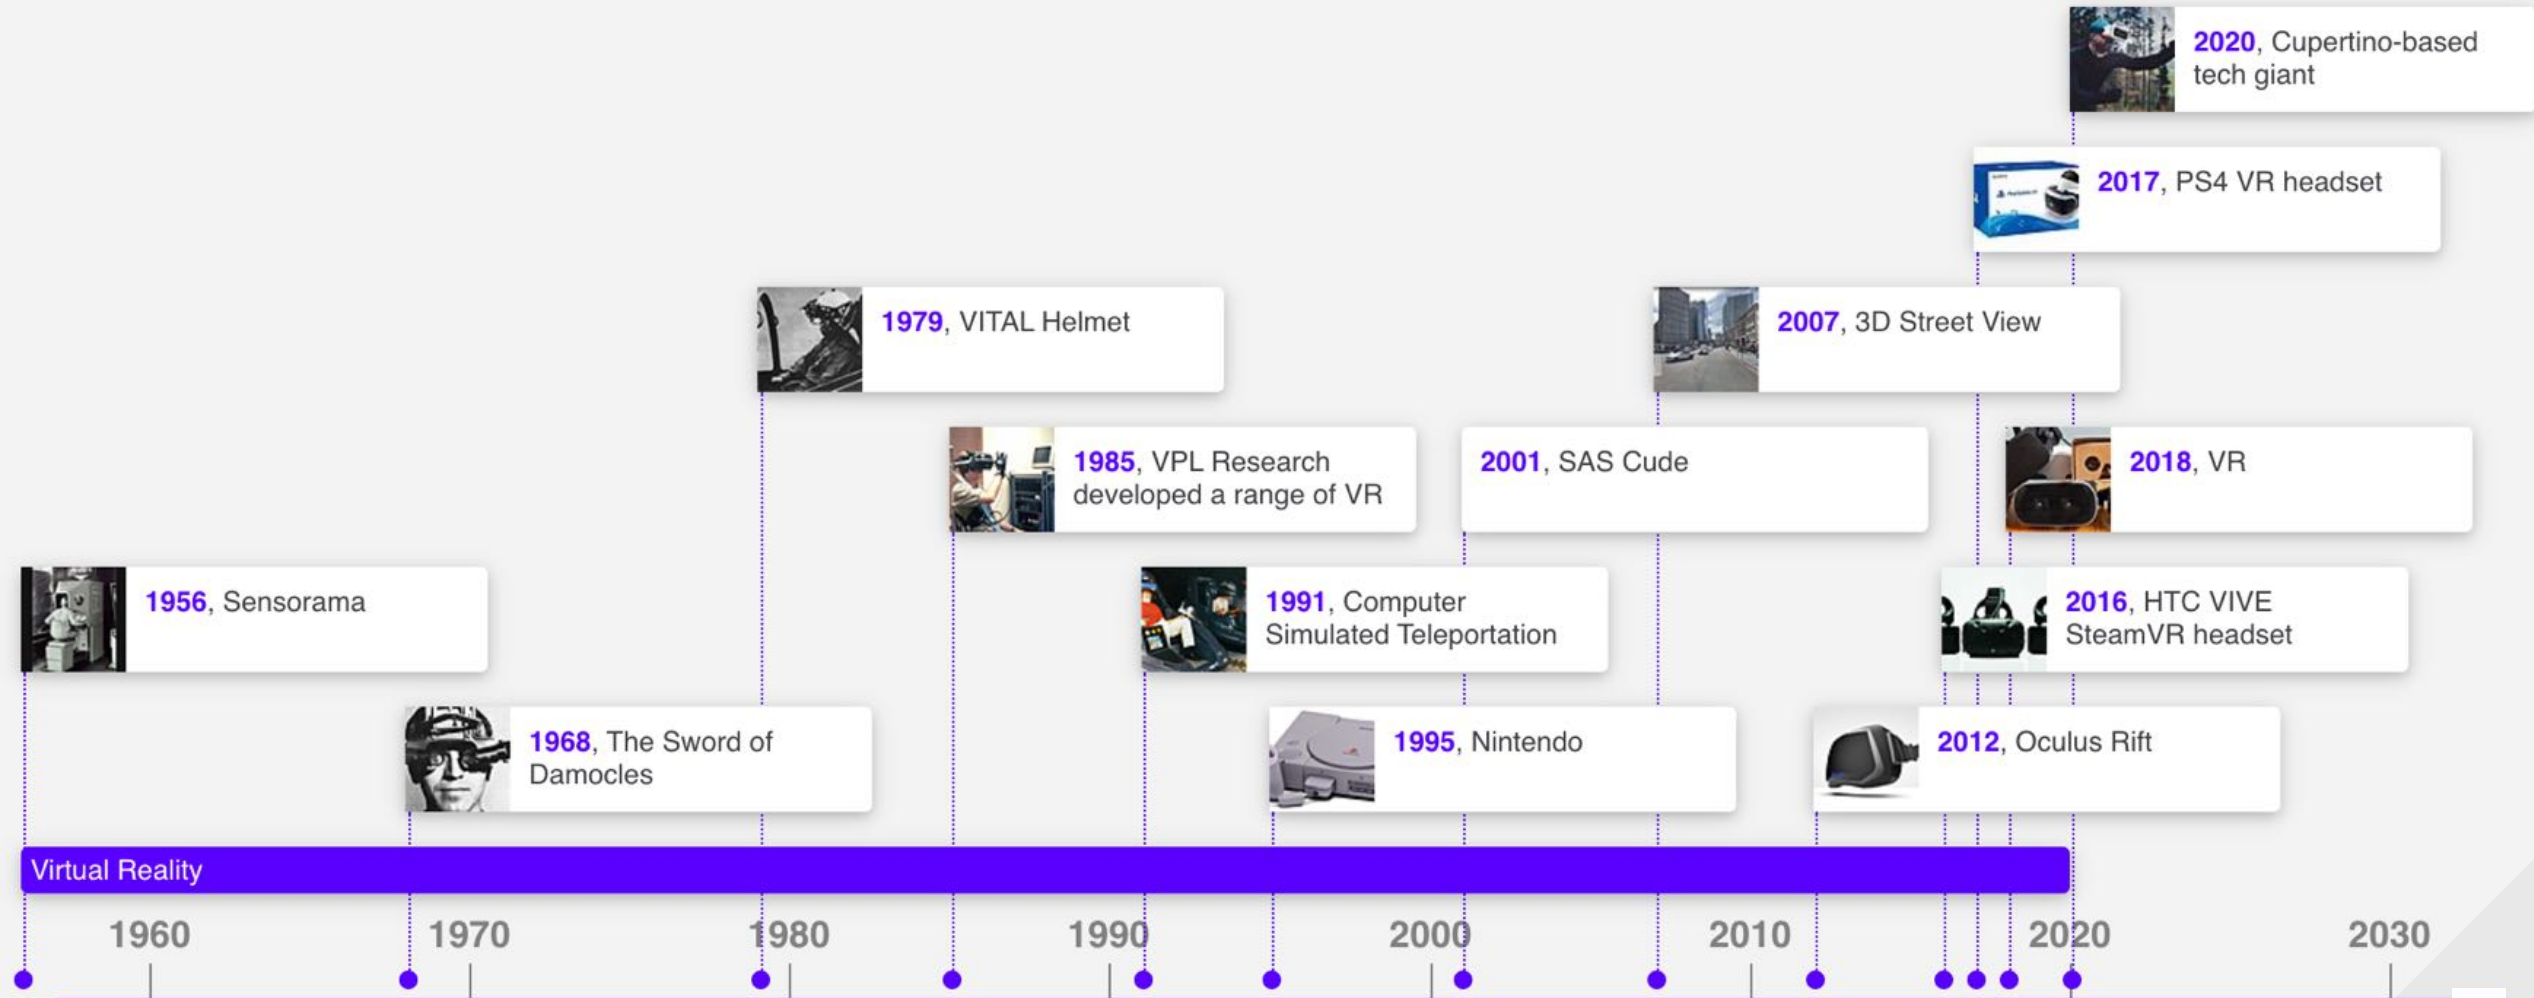 2020, Cupertino-based
tech giant
2017, PS4 VR headset
1979, VITAL Helmet
2007, 3D Street View
1985, VPL Research
developed a range of VR
2001, SAS Cude
2018, VR
1956, Sensorama
1991, Computer
Simulated Teleportation
2016, HTC VIVE
SteamVR headset
1968, The Sword of
Damocles
1995, Nintendo
2012, Oculus Rift
Virtual Reality
1960 1970 1980 1990 2000 2010 2020 2030